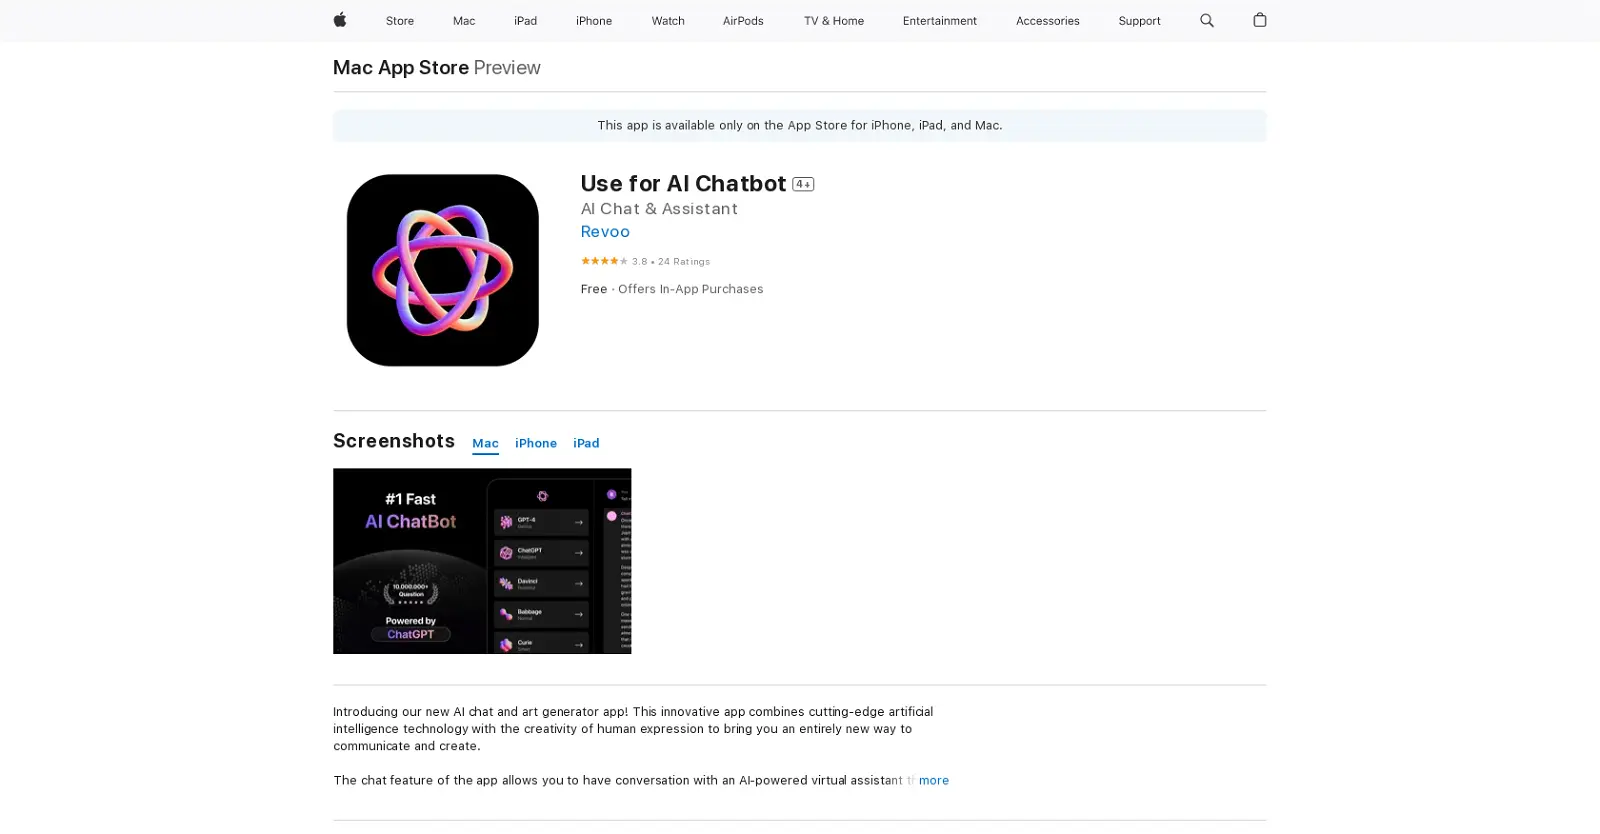 Store Mac iPad iPhone Watch AirPods TV & Home Entertainment Accessories Support
Mac App Store Preview
This app is available only on the App Store for iPhone, iPad, and Mac.
Use for AI Chatbot 4+
AI Chat & Assistant
Revoo
3.8 • 24 Ratings
Free · Offers In-App Purchases
Screenshots Mac iPhone iPad
#1 Fast
AI ChatBot
10.000.000+
Question
Powered by
ChatGPT
GPT-4
ChatGPT
Davinci
Babbage
Curie
Introducing our new AI chat and art generator app! This innovative app combines cutting-edge artificial
intelligence technology with the creativity of human expression to bring you an entirely new way to
communicate and create.
The chat feature of the app allows you to have conversation with an AI-powered virtual assistant more